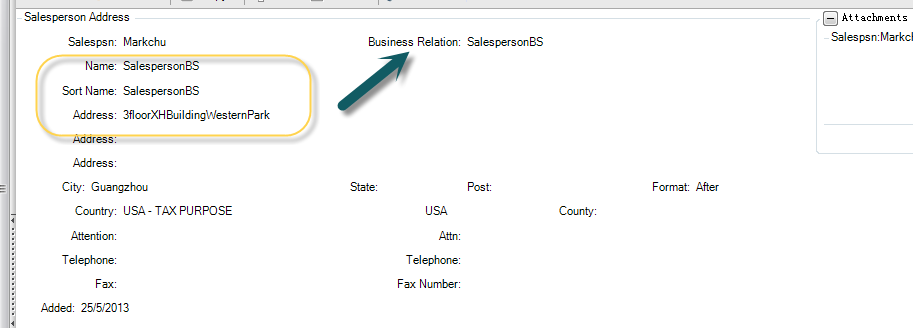 Salesperson Address
Attachments
Salespsn: Markchu Business Relation: SalespersonBS
Salespsn:Markc
Name: SalespersonBS
Sort Name: SalespersonBS
Address: 3floorXHBuildingWesternPark
Address:
Address:
City: Guangzhou State: Post: Format: After
Country: USA - TAX PURPOSE USA County:
Attention: Attn:
Telephone: Telephone:
Fax: Fax Number:
Added: 25/5/2013